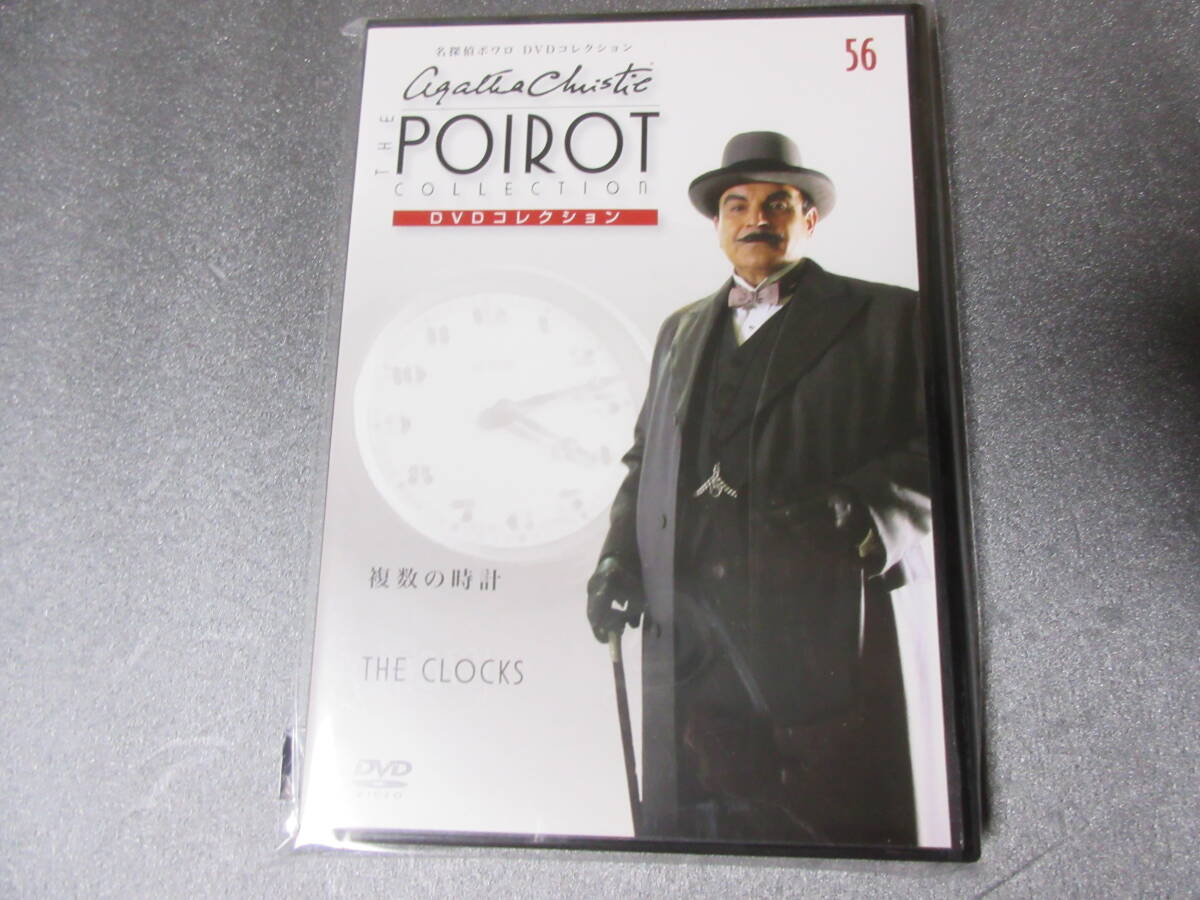 名探偵ポワロ DVDコレクション
56
Agatha Christie
THE
POIROT
COLLECTION
DVDコレクション
複数の時計
THE CLOCKS
DVD
VIDEO